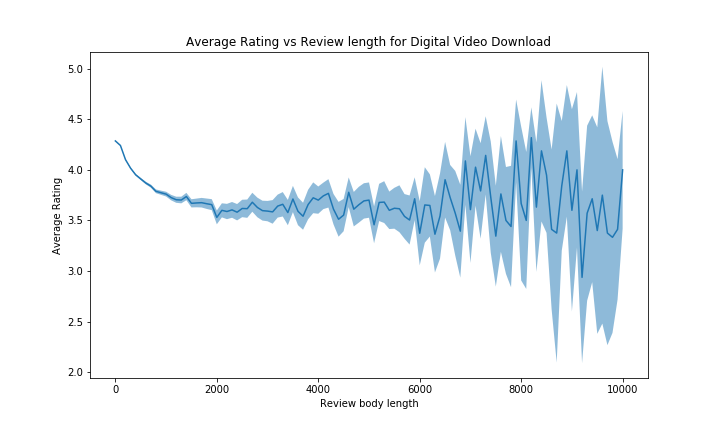 Average Rating vs Review length for Digital Video Download
5.0
4.5
4.0
3.5
3.0
2.5
2.0
Average Rating
0 2000 4000 6000 8000 10000
Review body length